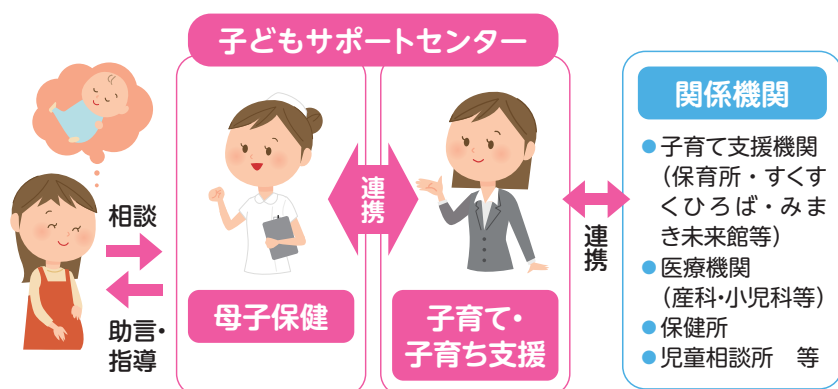 子どもサポートセンター
相談
助言・
指導
母子保健
連携
子育て・
子育ち支援
連携
関係機関
●子育て支援機関
（保育所・すくす
くひろば・みま
き未来館等）
●医療機関
（産科・小児科等）
●保健所
●児童相談所　等